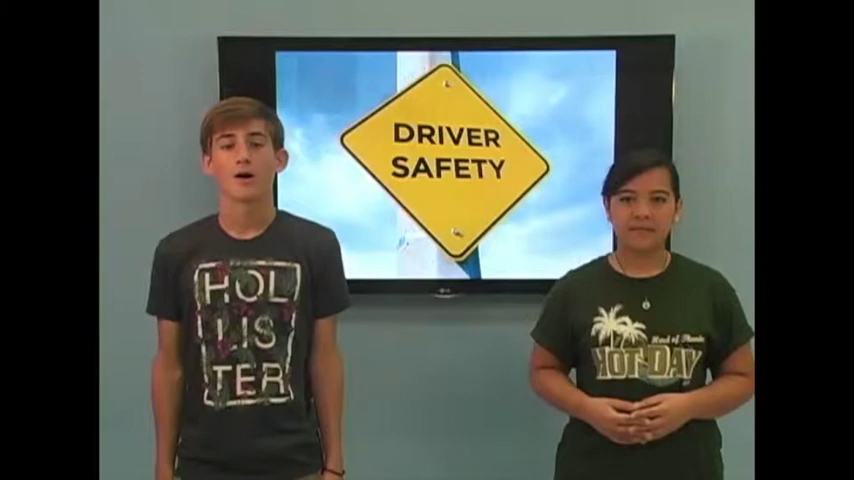 DRIVER
SAFETY
HOL
LIS
TER
HOT DAY